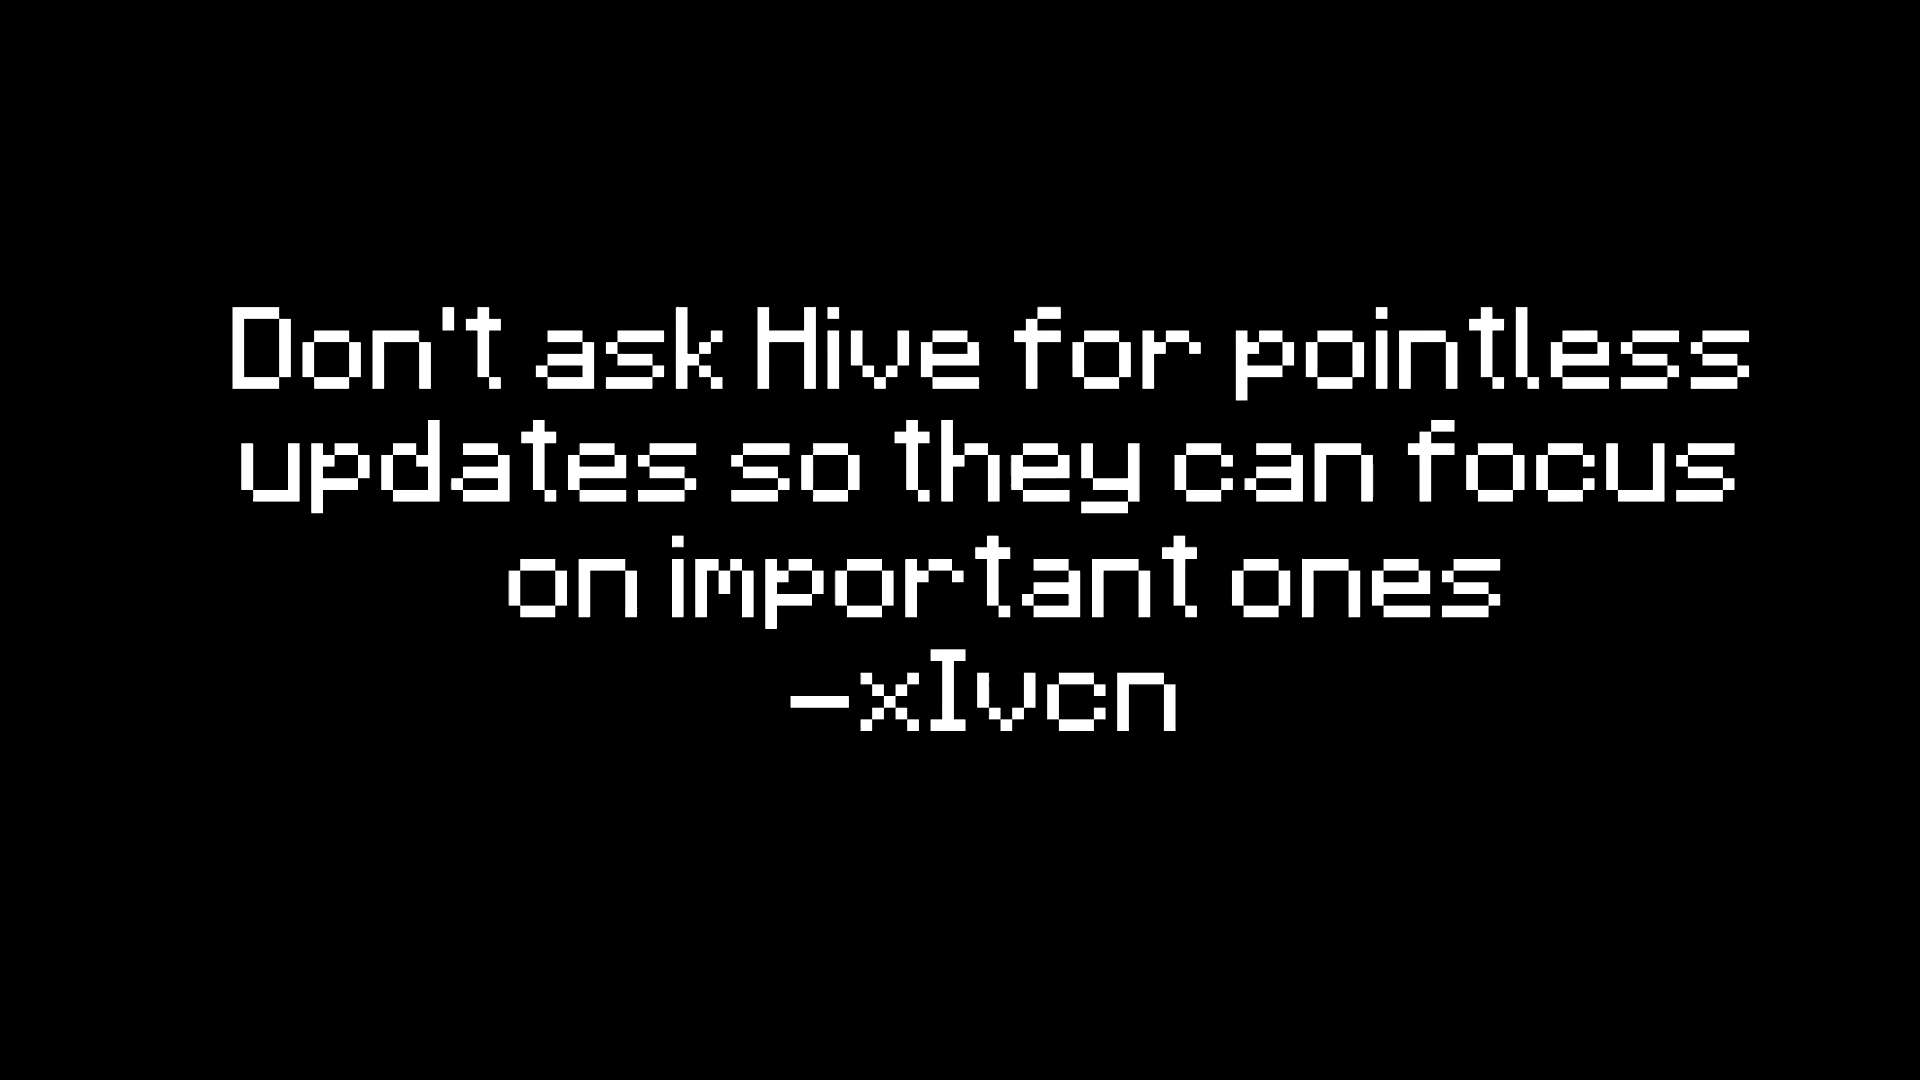 Don't ask Hive for pointless
updates so they can focus
on important ones
-xIvcn